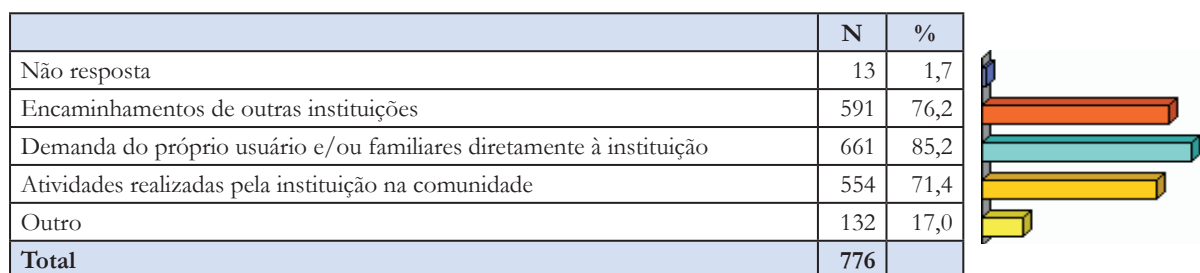 N %
Não resposta 13 1,7
Encaminhamentos de outras instituições 591 76,2
Demanda do próprio usuário e/ou familiares diretamente à instituição 661 85,2
Atividades realizadas pela instituição na comunidade 554 71,4
Outro 132 17,0
Total 776